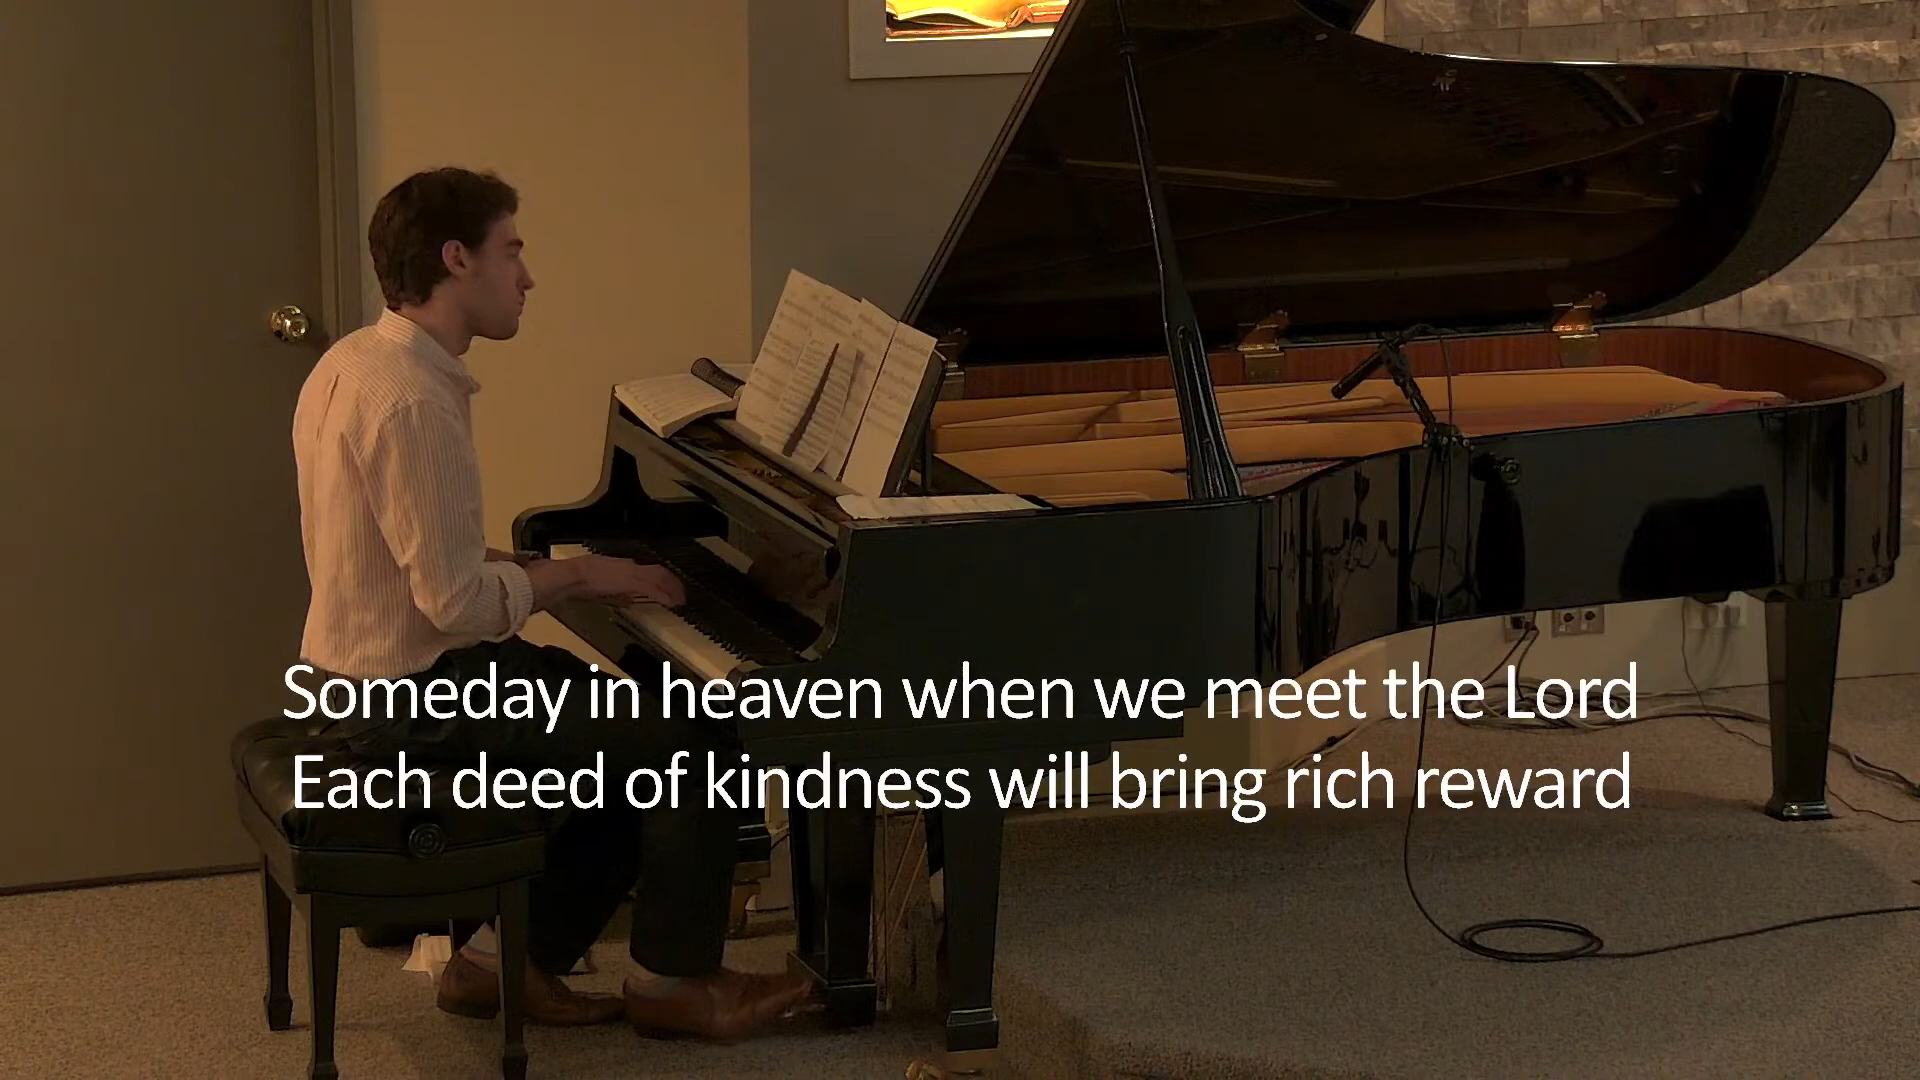 Someday in heaven when we meet the Lord
Each deed of kindness will bring rich reward